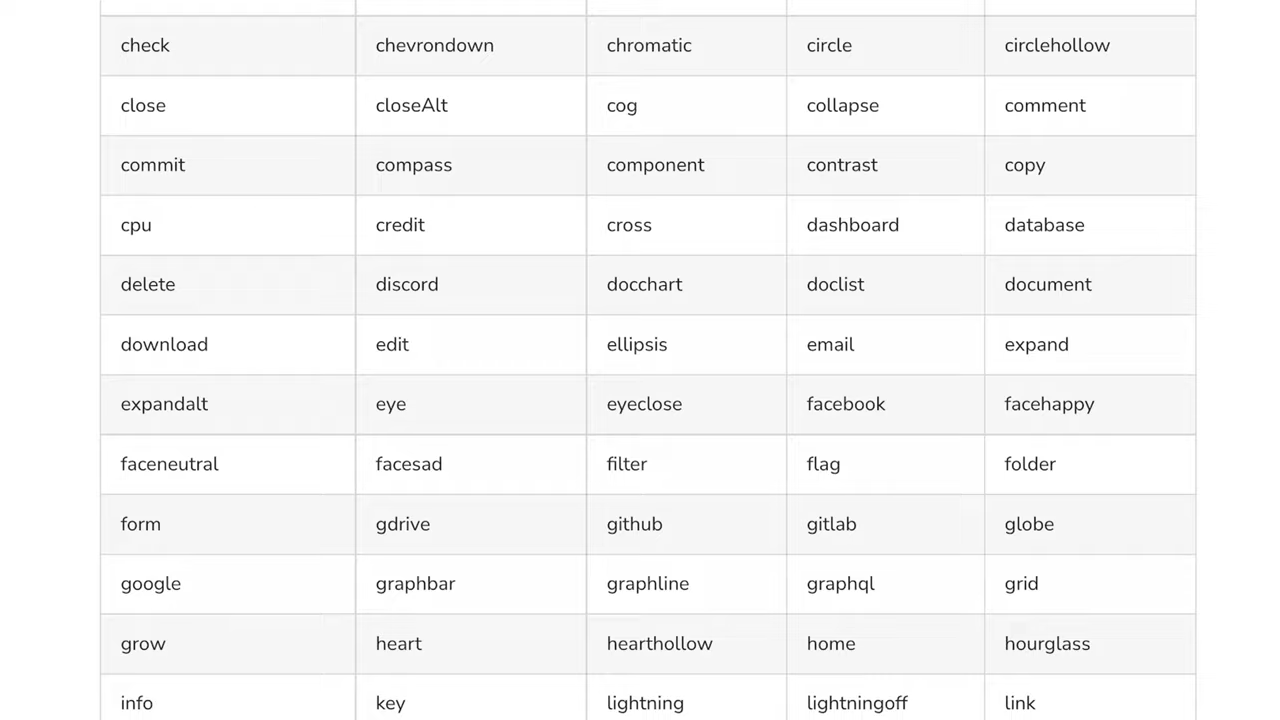 check chevrondown chromatic circle circlehollow
close closeAlt cog collapse comment
commit compass component contrast copy
cpu credit cross dashboard database
delete discord docchart doclist document
download edit ellipsis email expand
expandalt eye eyeclose facebook facehappy
faceneutral facesad filter flag folder
form gdrive github gitlab globe
google graphbar graphline graphql grid
grow heart hearthollow home hourglass
info key lightning lightningoff link